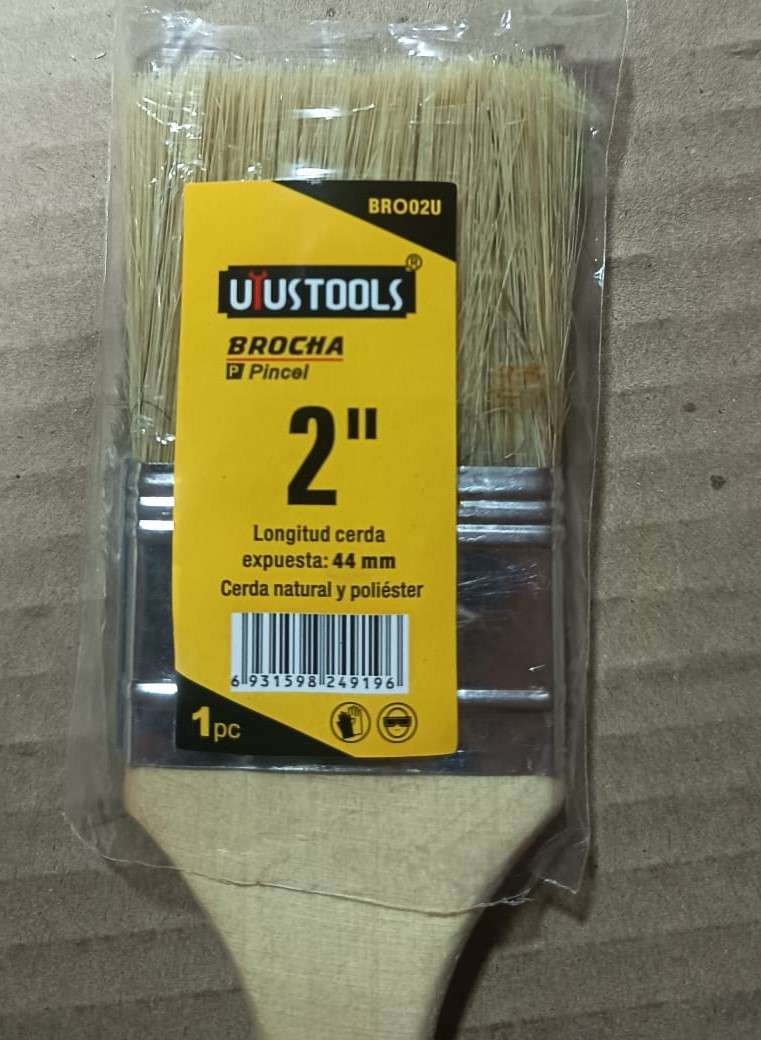 BRO02U
UYUSTOOLS®
BROCHA
P Pincel
2"
Longitud cerda
expuesta: 44 mm
Cerda natural y poliéster
6 931598 249196
1pc